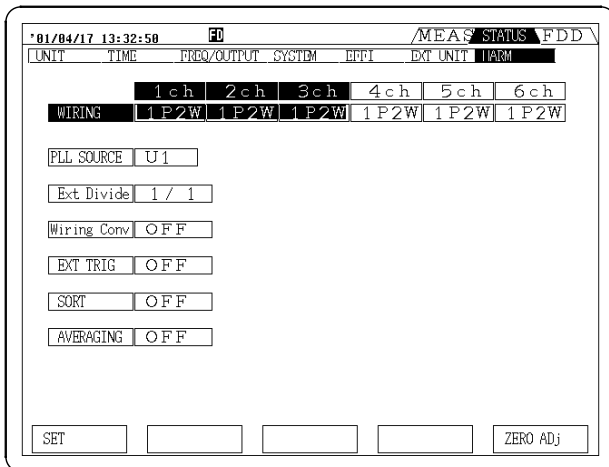 '01/04/17 13:32:50 FD MEAS STATUS FDD
UNIT TIME FREQ/OUTPUT SYSTEM EFFI EXT UNIT HARM
1ch 2ch 3ch 4ch 5ch 6ch
WIRING 1P2W 1P2W 1P2W 1P2W 1P2W 1P2W
PLL SOURCE U1
Ext Divide 1/ 1
Wiring Conv OFF
EXT TRIG OFF
SORT OFF
AVERAGING OFF
SET ZERO ADj